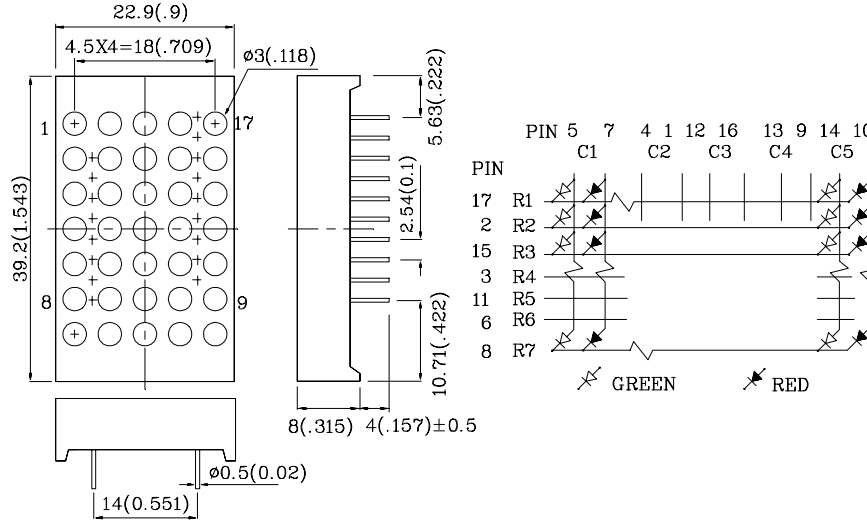 22.9(.9)
4.5X4=18(.709)
ø3(.118)
1
17
39.2(1.543)
8
9
5.63(.222)
2.54(0.1)
10.71(.422)
8(.315)
4(.157)±0.5
ø0.5(0.02)
14(0.551)
PIN 5 7 4 1 12 16 13 9 14 10
C1 C2 C3 C4 C5
PIN
17 R1
2 R2
15 R3
3 R4
11 R5
6 R6
8 R7
GREEN
RED